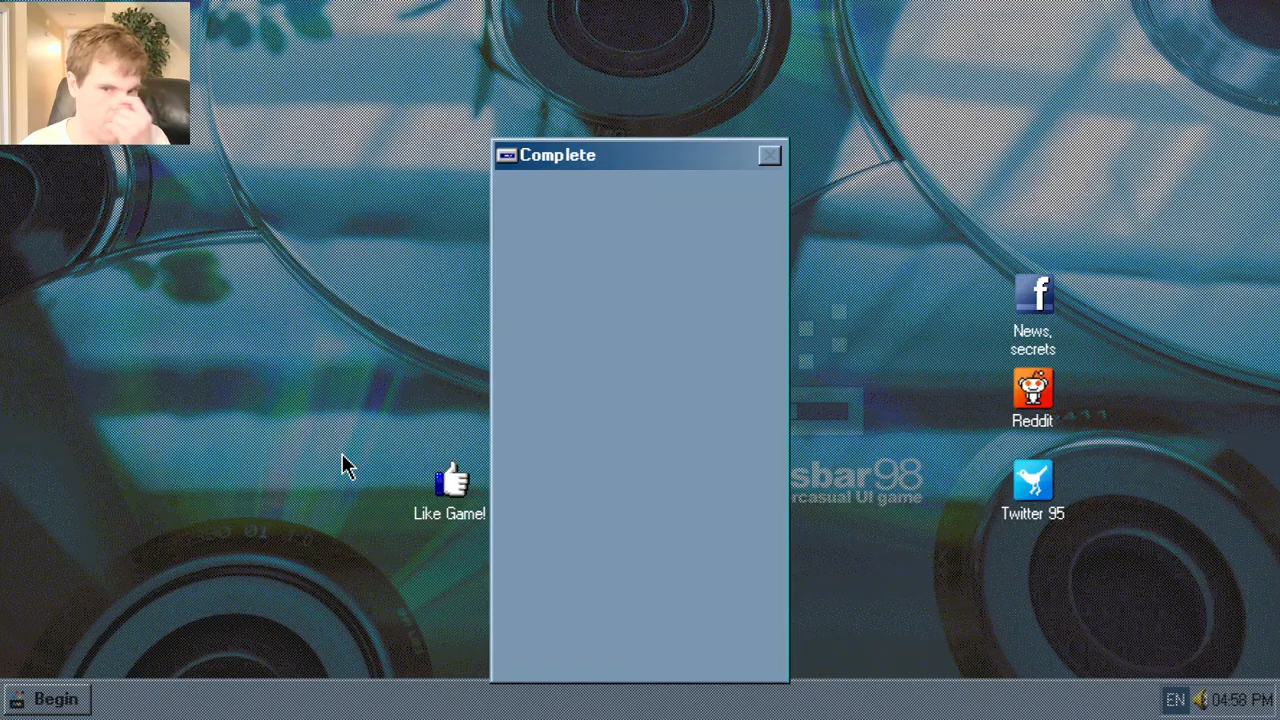 Complete
News,
secrets
Reddit
sbar98
rcasual UI game
Like Game!
Twitter 95
Begin
EN
04:58 PM